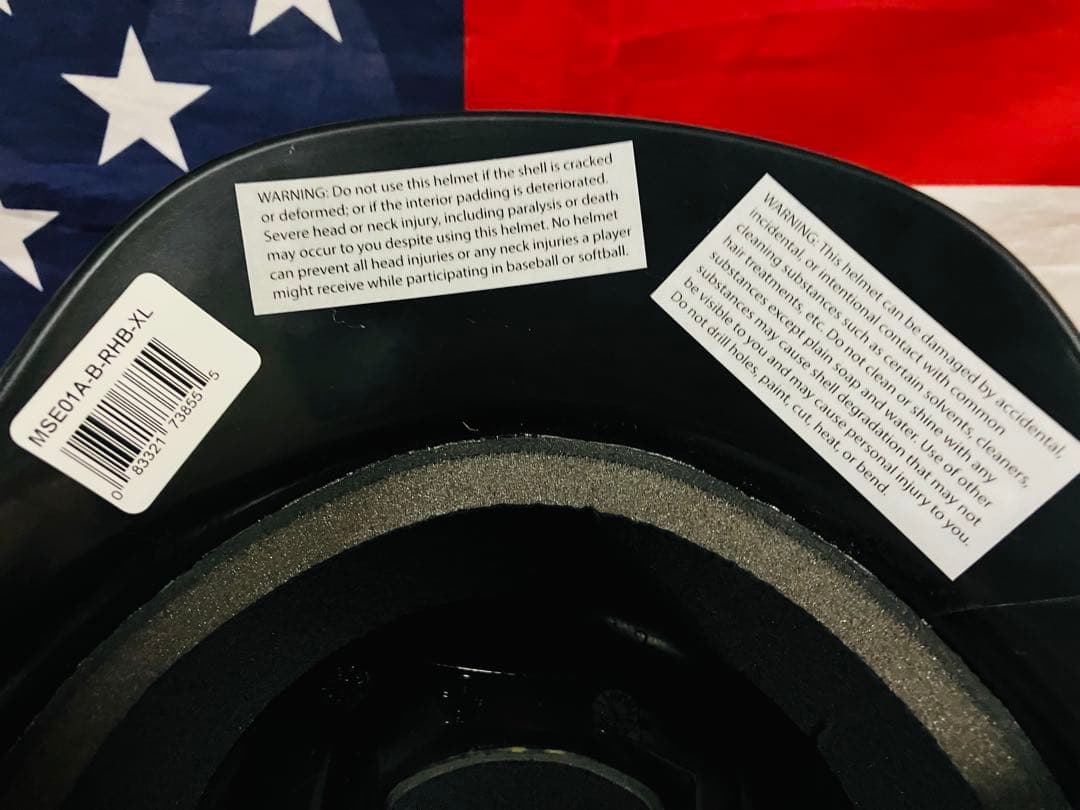 MSE01A-B-RHB-XL
0 83321 73855 5
WARNING: Do not use this helmet if the shell is cracked
or deformed; or if the interior padding is deteriorated.
Severe head or neck injury, including paralysis or death
may occur to you despite using this helmet. No helmet
can prevent all head injuries or any neck injuries a player
might receive while participating in baseball or softball.
WARNING: This helmet can be damaged by accidental,
incidental, or intentional contact with common
cleaning substances such as certain solvents, cleaners,
hair treatments, etc. Do not clean or shine with any
substances except plain soap and water. Use of other
substances may cause shell degradation that may not
be visible to you and may cause personal injury to you.
Do not drill holes, paint, cut, heat, or bend.